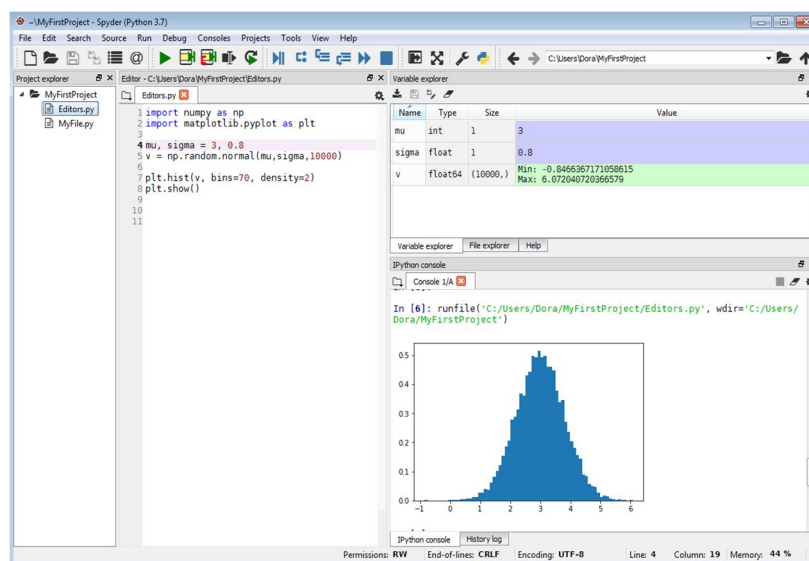 ~\MyFirstProject - Spyder (Python 3.7)
File Edit Search Source Run Debug Consoles Projects Tools View Help
C:\Users\Dora\MyFirstProject
Project explorer
MyFirstProject
Editors.py
MyFile.py
Editor - C:\Users\Dora\MyFirstProject\Editors.py
Editors.py
1 import numpy as np
2 import matplotlib.pyplot as plt
3
4 mu, sigma = 3, 0.8
5 v = np.random.normal(mu,sigma,10000)
6
7 plt.hist(v, bins=70, density=2)
8 plt.show()
9
10
11
Variable explorer
Name Type Size Value
mu int 1 3
sigma float 1 0.8
v float64 (10000,) Min: -0.8466367171058615
Max: 6.072040720366579
Variable explorer File explorer Help
IPython console
Console 1/A
In [6]: runfile('C:/Users/Dora/MyFirstProject/Editors.py', wdir='C:/Users/
Dora/MyFirstProject')
0.5
0.4
0.3
0.2
0.1
0.0
−1 0 1 2 3 4 5 6
IPython console History log
Permissions: RW End-of-lines: CRLF Encoding: UTF-8 Line: 4 Column: 19 Memory: 44 %